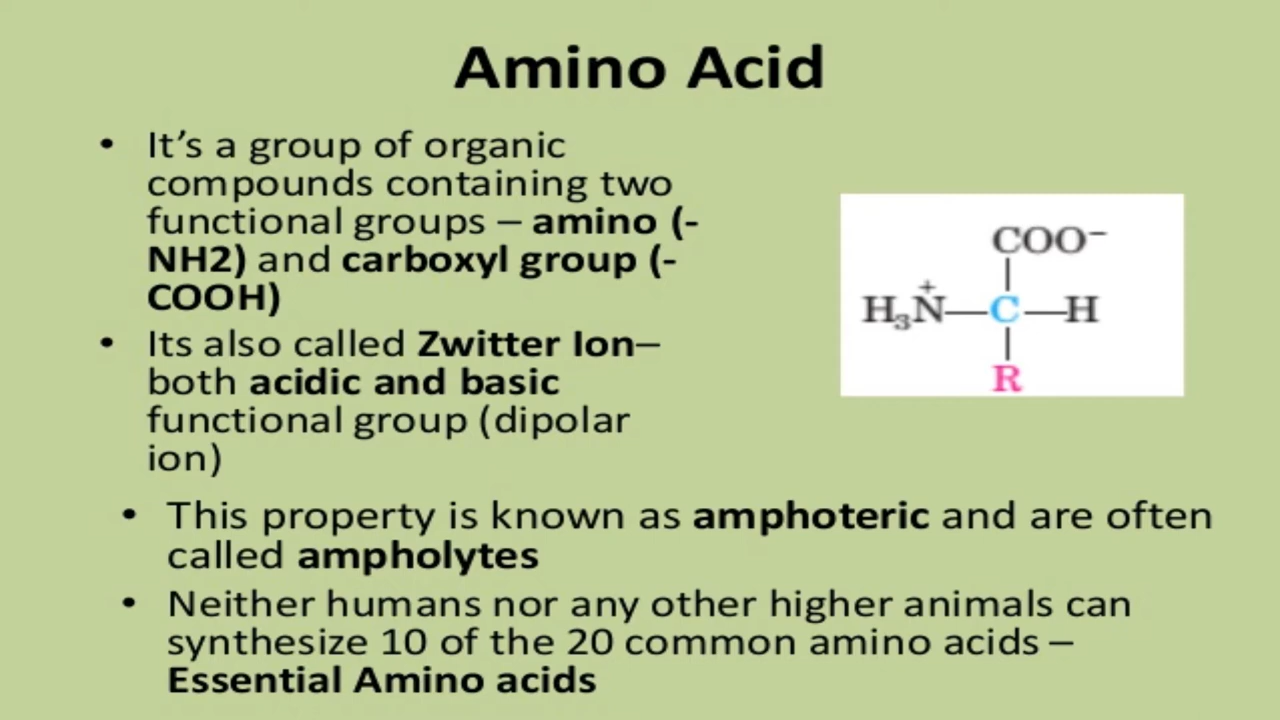 Amino Acid
• It’s a group of organic
compounds containing two
functional groups – amino (-
NH2) and carboxyl group (-
COOH)
• Its also called Zwitter Ion–
both acidic and basic
functional group (dipolar
ion)
COO⁻
H₃N⁺—C—H
R
• This property is known as amphoteric and are often
called ampholytes
• Neither humans nor any other higher animals can
synthesize 10 of the 20 common amino acids –
Essential Amino acids